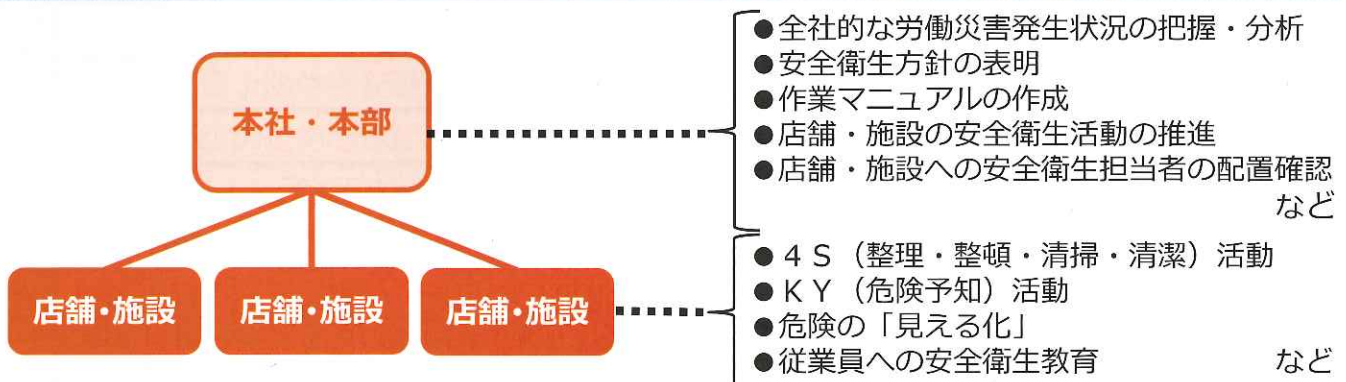 本社・本部
●全社的な労働災害発生状況の把握・分析
●安全衛生方針の表明
●作業マニュアルの作成
●店舗・施設の安全衛生活動の推進
●店舗・施設への安全衛生担当者の配置確認
など
店舗・施設
店舗・施設
店舗・施設
●４Ｓ（整理・整頓・清掃・清潔）活動
●ＫＹ（危険予知）活動
●危険の「見える化」
●従業員への安全衛生教育 など